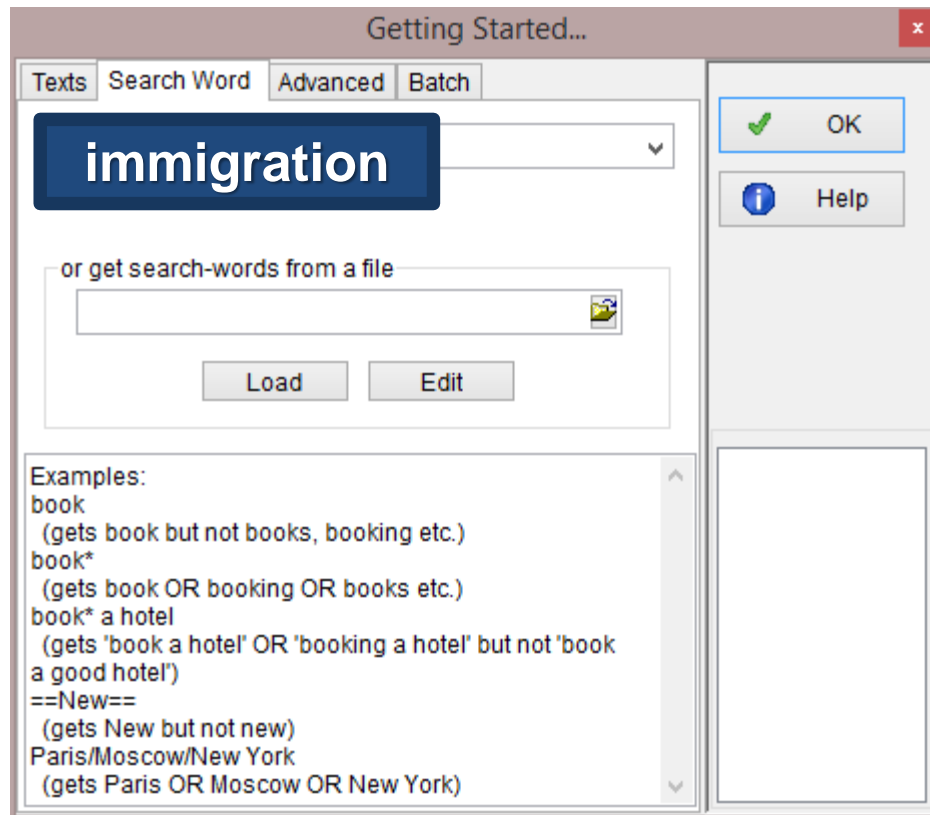 Getting Started...
x
Texts Search Word Advanced Batch
immigration
OK
Help
or get search-words from a file
Load Edit
Examples:
book
(gets book but not books, booking etc.)
book*
(gets book OR booking OR books etc.)
book* a hotel
(gets 'book a hotel' OR 'booking a hotel' but not 'book
a good hotel')
==New==
(gets New but not new)
Paris/Moscow/New York
(gets Paris OR Moscow OR New York)